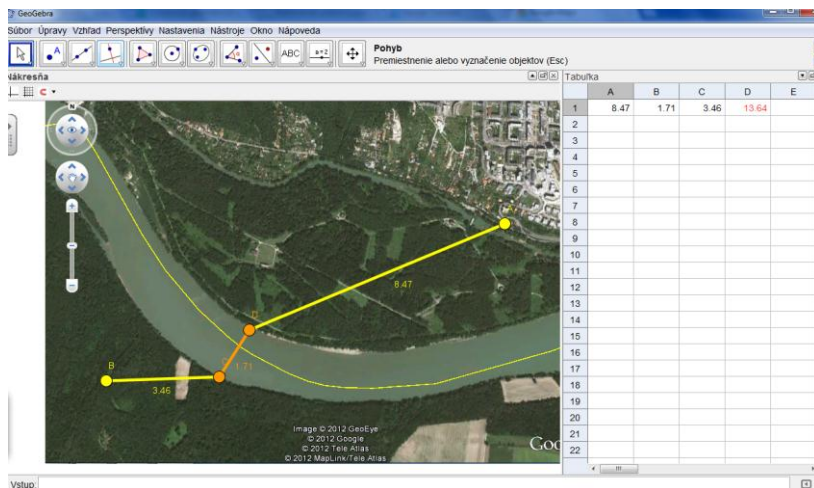 GeoGebra
Súbor Úpravy Vzhľad Perspektívy Nastavenia Nástroje Okno Nápoveda
A
ABC
a=2
Pohyb
Premiestnenie alebo vyznačenie objektov (Esc)
Nákresňa
Tabuľka
N
A B C D E
1 8.47 1.71 3.46 13.64
2
3
4
5
6
7
8
9
10
11
12
13
14
15
16
17
18
19
20
21
22
8.47
D
B
C
1.71
3.46
Image © 2012 GeoEye
© 2012 Google
© 2012 Tele Atlas
© 2012 MapLink/Tele Atlas
Goo
Vstup: